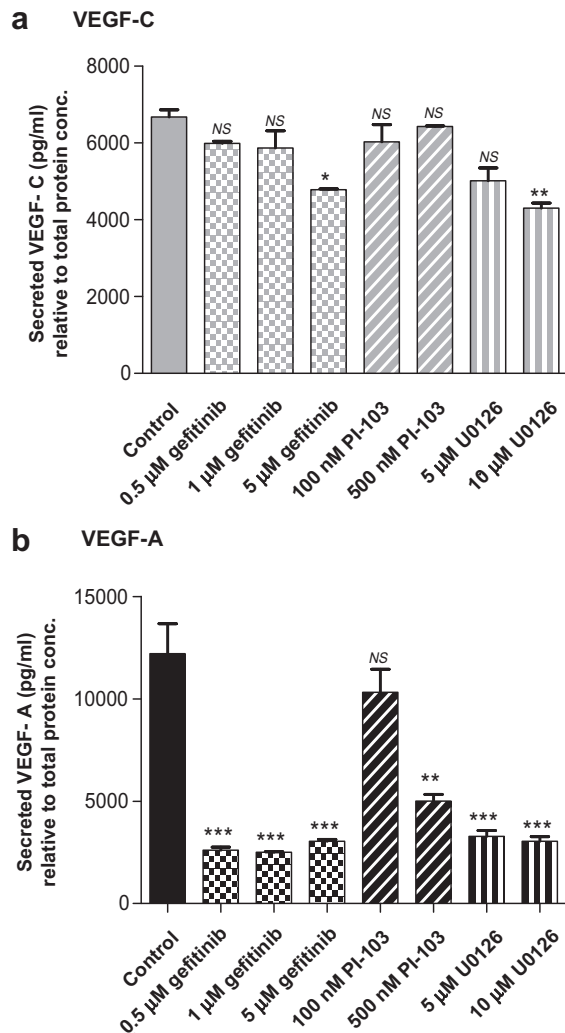 a VEGF-C
Secreted VEGF- C (pg/ml)
relative to total protein conc.
8000
6000
4000
2000
0
NS
NS
*
NS
NS
NS
**
Control
0.5 µM gefitinib
1 µM gefitinib
5 µM gefitinib
100 nM PI-103
500 nM PI-103
5 µM U0126
10 µM U0126
b VEGF-A
Secreted VEGF- A (pg/ml)
relative to total protein conc.
15000
10000
5000
0
***
***
***
NS
**
***
***
Control
0.5 µM gefitinib
1 µM gefitinib
5 µM gefitinib
100 nM PI-103
500 nM PI-103
5 µM U0126
10 µM U0126